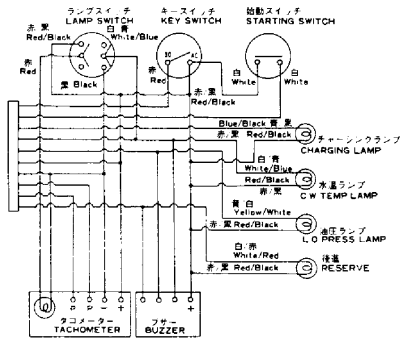 ランプスイッチ
LAMP SWITCH
キースイッチ
KEY SWITCH
始動スイッチ
STARTING SWITCH
赤/黒
Red/Black
白/青
White/Blue
赤
Red
黒 Black
BO
AC
赤
Red
白
White
白
White
赤/黒
Red/Black
Blue/Black 青/黒
赤/黒 Red/Black
チャージングランプ
CHARGING LAMP
白/青
White/Blue
Red/Black
赤/黒
水温ランプ
C W TEMP LAMP
黄/白
Yellow/White
赤/黒 Red/Black
油圧ランプ
L O PRESS LAMP
白/赤
White/Red
赤/黒 Red/Black
後温
RESERVE
P P − +
+
タコメーター
TACHOMETER
ブザー
BUZZER